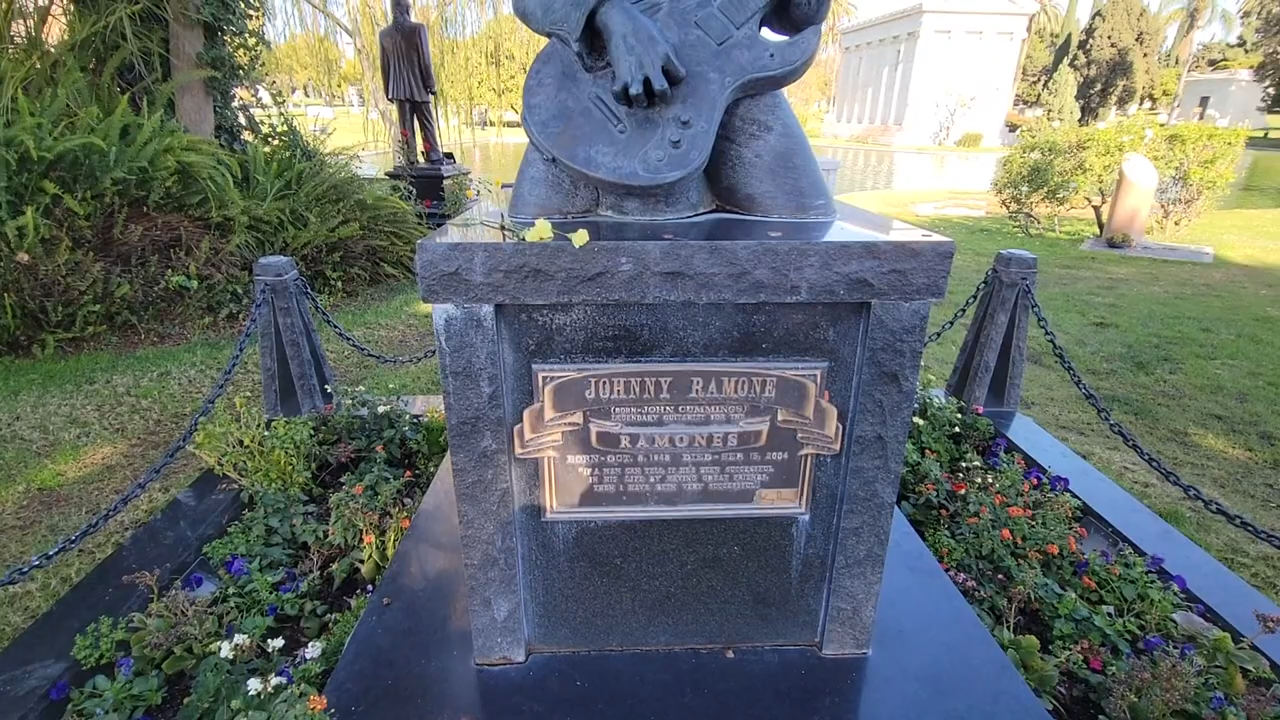 JOHNNY RAMONE
(BORN-JOHN CUMMINGS)
LEGENDARY GUITARIST FOR THE
RAMONES
BORN-OCT. 8, 1948 DIED-SEP. 15, 2004
"IF A MAN CAN TELL IF HE'S BEEN SUCCESSFUL
IN HIS LIFE BY HAVING GREAT FRIENDS,
THEN I HAVE BEEN VERY SUCCESSFUL"